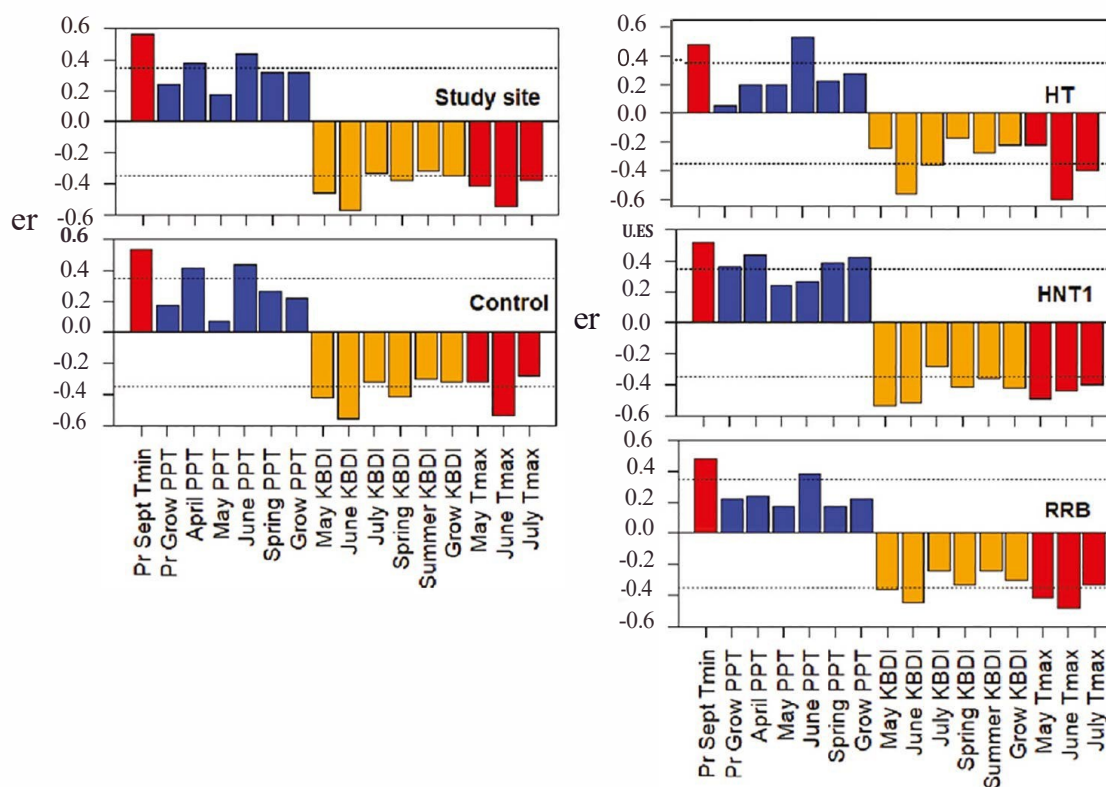 0.6
0.4
0.2
0.0
-0.2
-0.4
-0.6
Study site
er
0.6
0.4
0.2
0.0
-0.2
-0.4
-0.6
Control
Pr Sept Tmin
Pr Grow PPT
April PPT
May PPT
June PPT
Spring PPT
Grow PPT
May KBDI
June KBDI
July KBDI
Spring KBDI
Summer KBDI
Grow KBDI
May Tmax
June Tmax
July Tmax
0.6
0.4
0.2
0.0
-0.2
-0.4
-0.6
HT
er
U.ES
0.4
0.2
0.0
-0.2
-0.4
-0.6
HNT1
0.6
0.4
0.2
0.0
-0.2
-0.4
-0.6
RRB
Pr Sept Tmin
Pr Grow PPT
April PPT
May PPT
June PPT
Spring PPT
Grow PPT
May KBDI
June KBDI
July KBDI
Spring KBDI
Summer KBDI
Grow KBDI
May Tmax
June Tmax
July Tmax